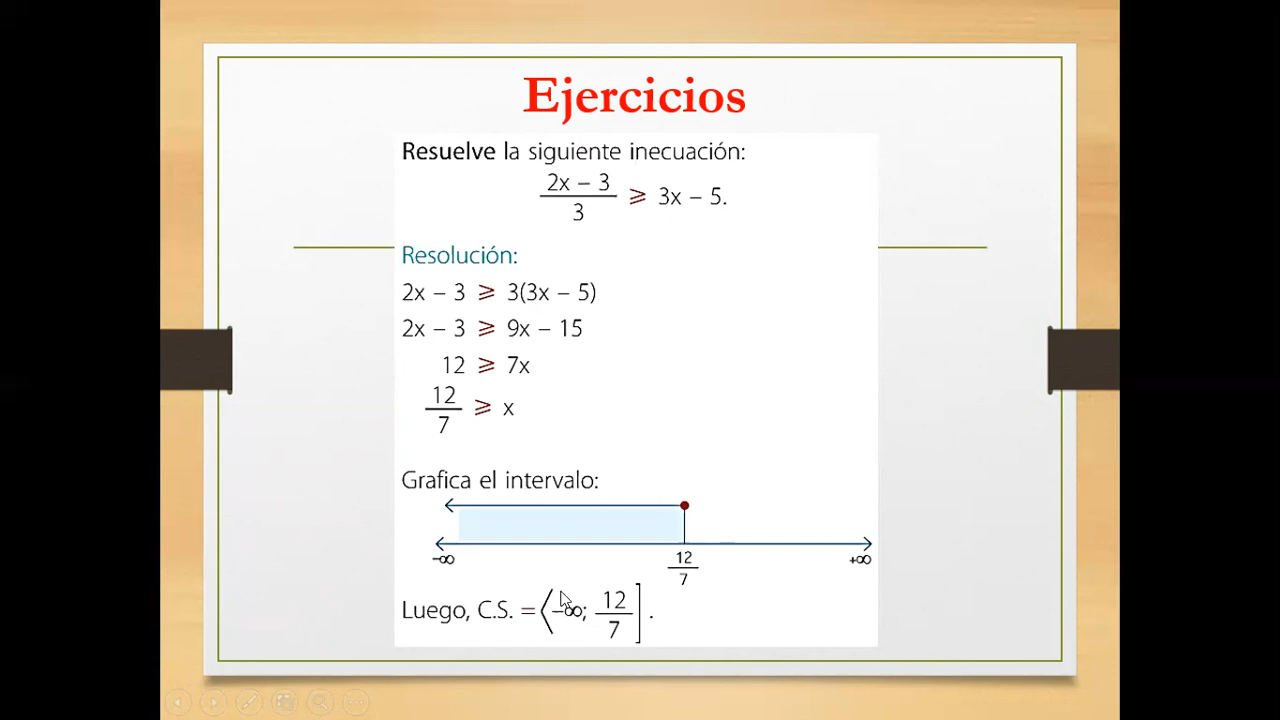 Ejercicios
Resuelve la siguiente inecuación:
(2x − 3)/3 ⩾ 3x − 5.
Resolución:
2x − 3 ⩾ 3(3x − 5)
2x − 3 ⩾ 9x − 15
12 ⩾ 7x
12/7 ⩾ x
Grafica el intervalo:
−∞ 12/7 +∞
Luego, C.S. = ⟨−∞; 12/7] .